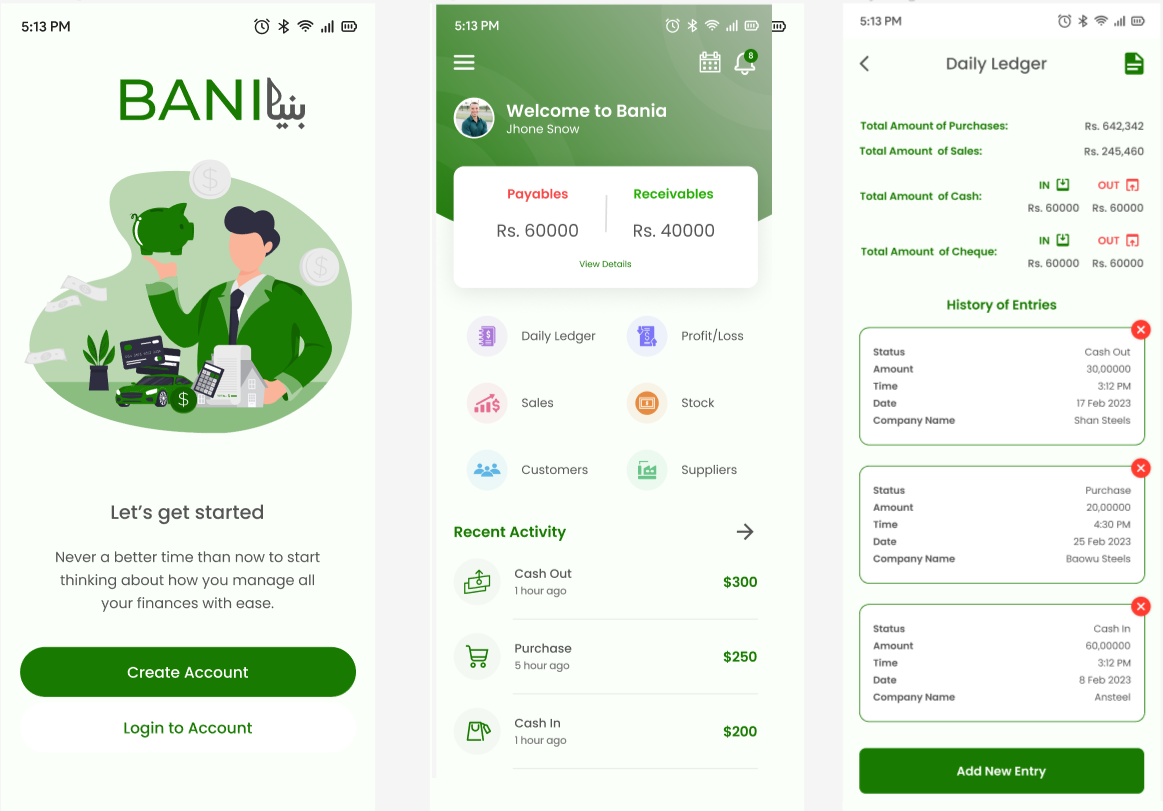 5:13 PM
BANI بنیا
$
$
$
Let's get started
Never a better time than now to start
thinking about how you manage all
your finances with ease.
Create Account
Login to Account
5:13 PM
8
Welcome to Bania
Jhone Snow
Payables
Receivables
Rs. 60000
Rs. 40000
View Details
Daily Ledger
Profit/Loss
Sales
Stock
Customers
Suppliers
Recent Activity
Cash Out
1 hour ago
$300
Purchase
5 hour ago
$250
Cash In
1 hour ago
$200
5:13 PM
Daily Ledger
Total Amount of Purchases: Rs. 642,342
Total Amount of Sales: Rs. 245,460
Total Amount of Cash:
IN OUT
Rs. 60000 Rs. 60000
Total Amount of Cheque:
IN OUT
Rs. 60000 Rs. 60000
History of Entries
Status Cash Out
Amount 30,00000
Time 3:12 PM
Date 17 Feb 2023
Company Name Shan Steels
Status Purchase
Amount 20,00000
Time 4:30 PM
Date 25 Feb 2023
Company Name Baowu Steels
Status Cash In
Amount 60,00000
Time 3:12 PM
Date 8 Feb 2023
Company Name Ansteel
Add New Entry